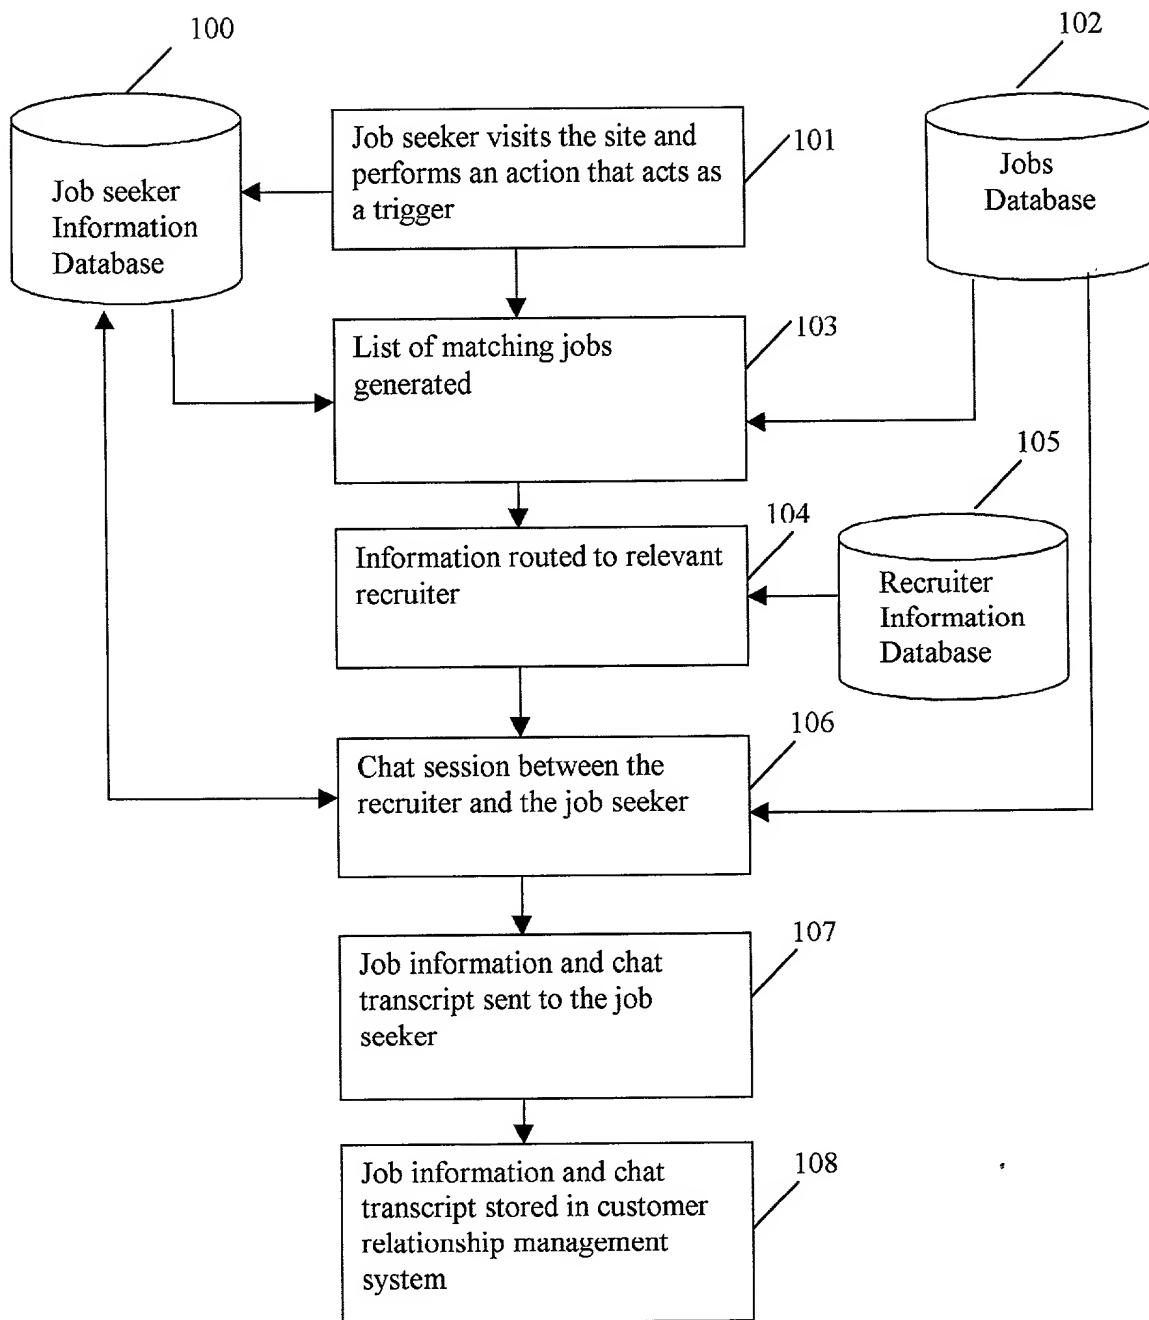 100
102
Job seeker visits the site and
performs an action that acts as
a trigger
101
Job seeker
Information
Database
Jobs
Database
List of matching jobs
generated
103
105
104
Information routed to relevant
recruiter
Recruiter
Information
Database
106
Chat session between the
recruiter and the job seeker
107
Job information and chat
transcript sent to the job
seeker
108
Job information and chat
transcript stored in customer
relationship management
system